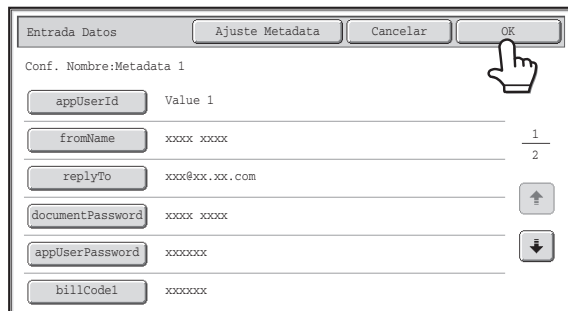 Entrada Datos Ajuste Metadata Cancelar OK
Conf. Nombre:Metadata 1
appUserId Value 1
fromName xxxx xxxx
1
2
replyTo xxx@xx.xx.com
documentPassword xxxx xxxx
appUserPassword xxxxxx
billCode1 xxxxxx